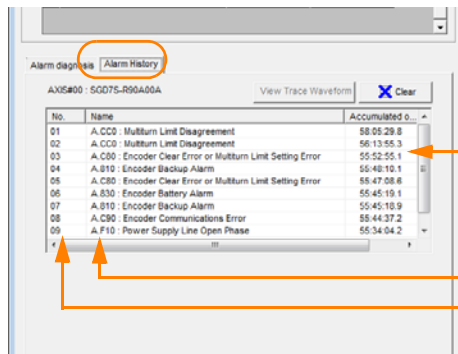 Alarm diagnosis Alarm History
AXIS#00 : SGD7S-R90A00A View Trace Waveform Clear
No. Name Accumulated o...
01 A.CC0 : Multiturn Limit Disagreement 58:05:29.8
02 A.CC0 : Multiturn Limit Disagreement 56:13:55.3
03 A.C80 : Encoder Clear Error or Multiturn Limit Setting Error 55:52:55.1
04 A.810 : Encoder Backup Alarm 55:48:10.1
05 A.C80 : Encoder Clear Error or Multiturn Limit Setting Error 55:47:08.6
06 A.830 : Encoder Battery Alarm 55:45:19.1
07 A.810 : Encoder Backup Alarm 55:45:18.9
08 A.C90 : Encoder Communications Error 55:44:37.2
09 A.F10 : Power Supply Line Open Phase 55:34:04.2